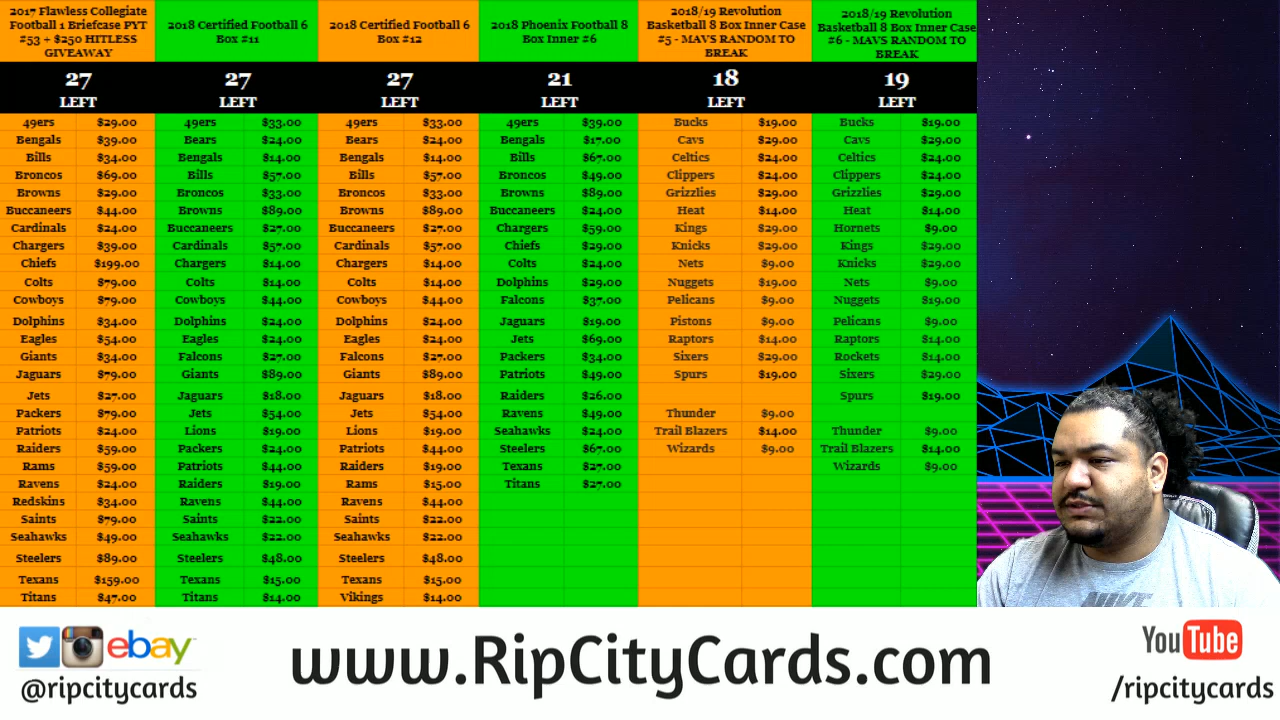 2017 Flawless Collegiate
Football 1 Briefcase PYT
#53 + $250 HITLESS
GIVEAWAY
27
LEFT
49ers $29.00
Bengals $39.00
Bills $34.00
Broncos $69.00
Browns $29.00
Buccaneers $44.00
Cardinals $24.00
Chargers $39.00
Chiefs $199.00
Colts $79.00
Cowboys $79.00
Dolphins $34.00
Eagles $54.00
Giants $34.00
Jaguars $79.00
Jets $27.00
Packers $79.00
Patriots $24.00
Raiders $59.00
Rams $59.00
Ravens $24.00
Redskins $34.00
Saints $79.00
Seahawks $49.00
Steelers $89.00
Texans $159.00
Titans $47.00
2018 Certified Football 6
Box #11
27
LEFT
49ers $33.00
Bears $24.00
Bengals $14.00
Bills $57.00
Broncos $33.00
Browns $89.00
Buccaneers $27.00
Cardinals $57.00
Chargers $14.00
Colts $14.00
Cowboys $44.00
Dolphins $24.00
Eagles $24.00
Falcons $27.00
Giants $89.00
Jaguars $18.00
Jets $54.00
Lions $19.00
Packers $24.00
Patriots $44.00
Raiders $19.00
Ravens $44.00
Saints $22.00
Seahawks $22.00
Steelers $48.00
Texans $15.00
Titans $14.00
2018 Certified Football 6
Box #12
27
LEFT
49ers $33.00
Bears $24.00
Bengals $14.00
Bills $57.00
Broncos $33.00
Browns $89.00
Buccaneers $27.00
Cardinals $57.00
Chargers $14.00
Colts $14.00
Cowboys $44.00
Dolphins $24.00
Eagles $24.00
Falcons $27.00
Giants $89.00
Jaguars $18.00
Jets $54.00
Lions $19.00
Patriots $44.00
Raiders $19.00
Rams $15.00
Ravens $44.00
Saints $22.00
Seahawks $22.00
Steelers $48.00
Texans $15.00
Vikings $14.00
2018 Phoenix Football 8
Box Inner #6
21
LEFT
49ers $39.00
Bengals $17.00
Bills $67.00
Broncos $49.00
Browns $89.00
Buccaneers $24.00
Chargers $59.00
Chiefs $29.00
Colts $24.00
Dolphins $29.00
Falcons $37.00
Jaguars $19.00
Jets $69.00
Packers $34.00
Patriots $49.00
Raiders $26.00
Ravens $49.00
Seahawks $24.00
Steelers $67.00
Texans $27.00
Titans $27.00
2018/19 Revolution
Basketball 8 Box Inner Case
#5 - MAVS RANDOM TO
BREAK
18
LEFT
Bucks $19.00
Cavs $29.00
Celtics $24.00
Clippers $24.00
Grizzlies $29.00
Heat $14.00
Kings $29.00
Knicks $29.00
Nets $9.00
Nuggets $19.00
Pelicans $9.00
Pistons $9.00
Raptors $14.00
Sixers $29.00
Spurs $19.00
Thunder $9.00
Trail Blazers $14.00
Wizards $9.00
2018/19 Revolution
Basketball 8 Box Inner Case
#6 - MAVS RANDOM TO
BREAK
19
LEFT
Bucks $19.00
Cavs $29.00
Celtics $24.00
Clippers $24.00
Grizzlies $29.00
Heat $14.00
Hornets $9.00
Kings $29.00
Knicks $29.00
Nets $9.00
Nuggets $19.00
Pelicans $9.00
Raptors $14.00
Rockets $14.00
Sixers $29.00
Spurs $19.00
Thunder $9.00
Trail Blazers $14.00
Wizards $9.00
NIKE
ebay
@ripcitycards
www.RipCityCards.com
YouTube
/ripcitycards